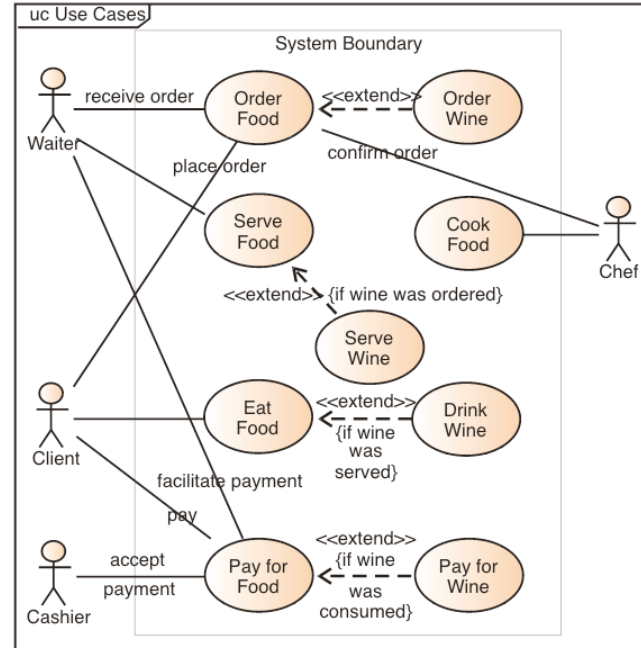 uc Use Cases
System Boundary
receive order
Order
Food
<<extend>>
Order
Wine
Waiter
place order
confirm order
Serve
Food
Cook
Food
Chef
<<extend>> {if wine was ordered}
Serve
Wine
Client
Eat
Food
<<extend>>
{if wine
was
served}
Drink
Wine
facilitate payment
pay
Cashier
accept
payment
Pay for
Food
<<extend>>
{if wine
was
consumed}
Pay for
Wine